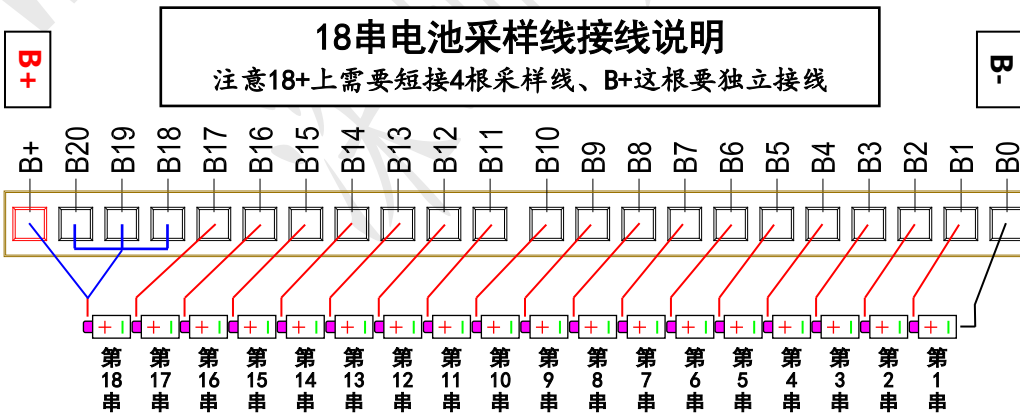 18串电池采样线接线说明
注意18+上需要短接4根采样线、B+这根要独立接线
B+
B-
B+ B20 B19 B18 B17 B16 B15 B14 B13 B12 B11 B10 B9 B8 B7 B6 B5 B4 B3 B2 B1 B0
+ − + − + − + − + − + − + − + − + − + − + − + − + − + − + − + − + − + −
第18串 第17串 第16串 第15串 第14串 第13串 第12串 第11串 第10串 第9串 第8串 第7串 第6串 第5串 第4串 第3串 第2串 第1串